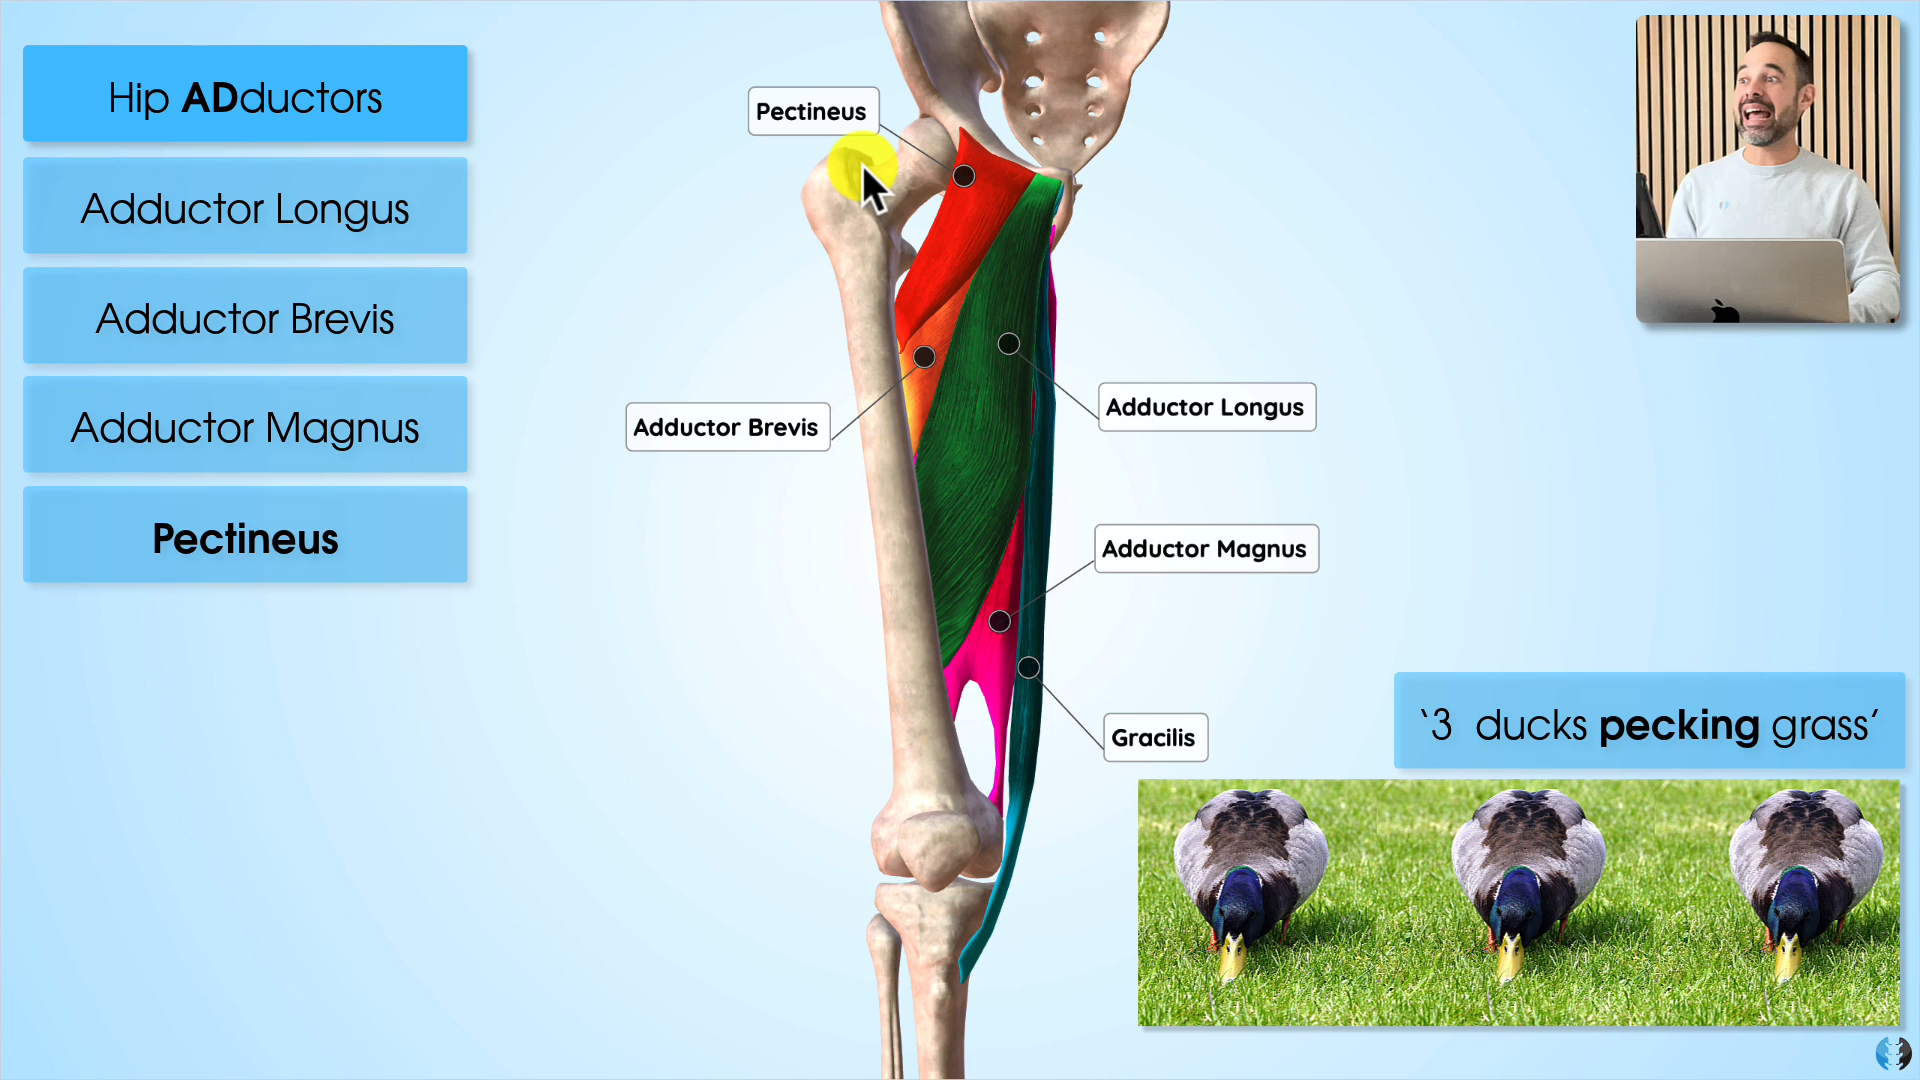 Hip ADductors
Adductor Longus
Adductor Brevis
Adductor Magnus
Pectineus
Pectineus
Adductor Brevis
Adductor Longus
Adductor Magnus
Gracilis
‘3 ducks pecking grass’